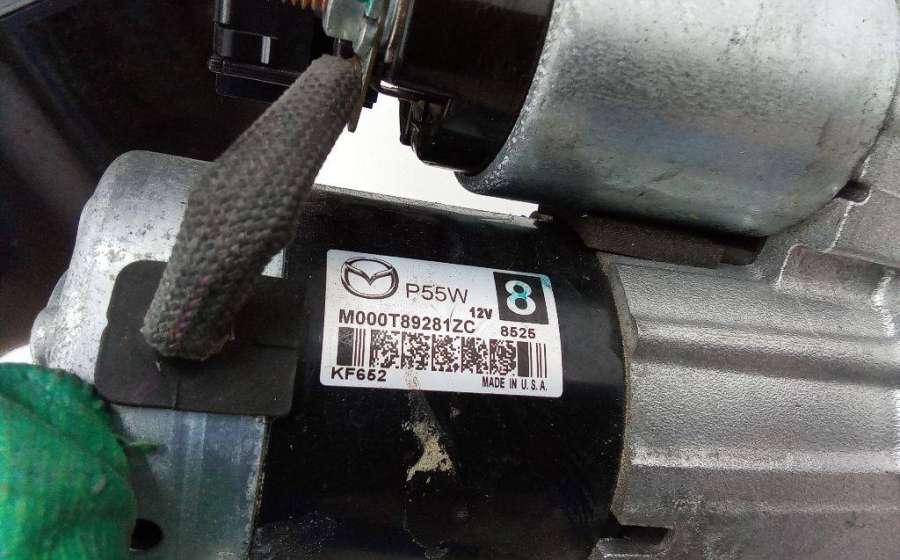 P55W
12V
8
M000T89281ZC
8525
KF652
MADE IN U.S.A.